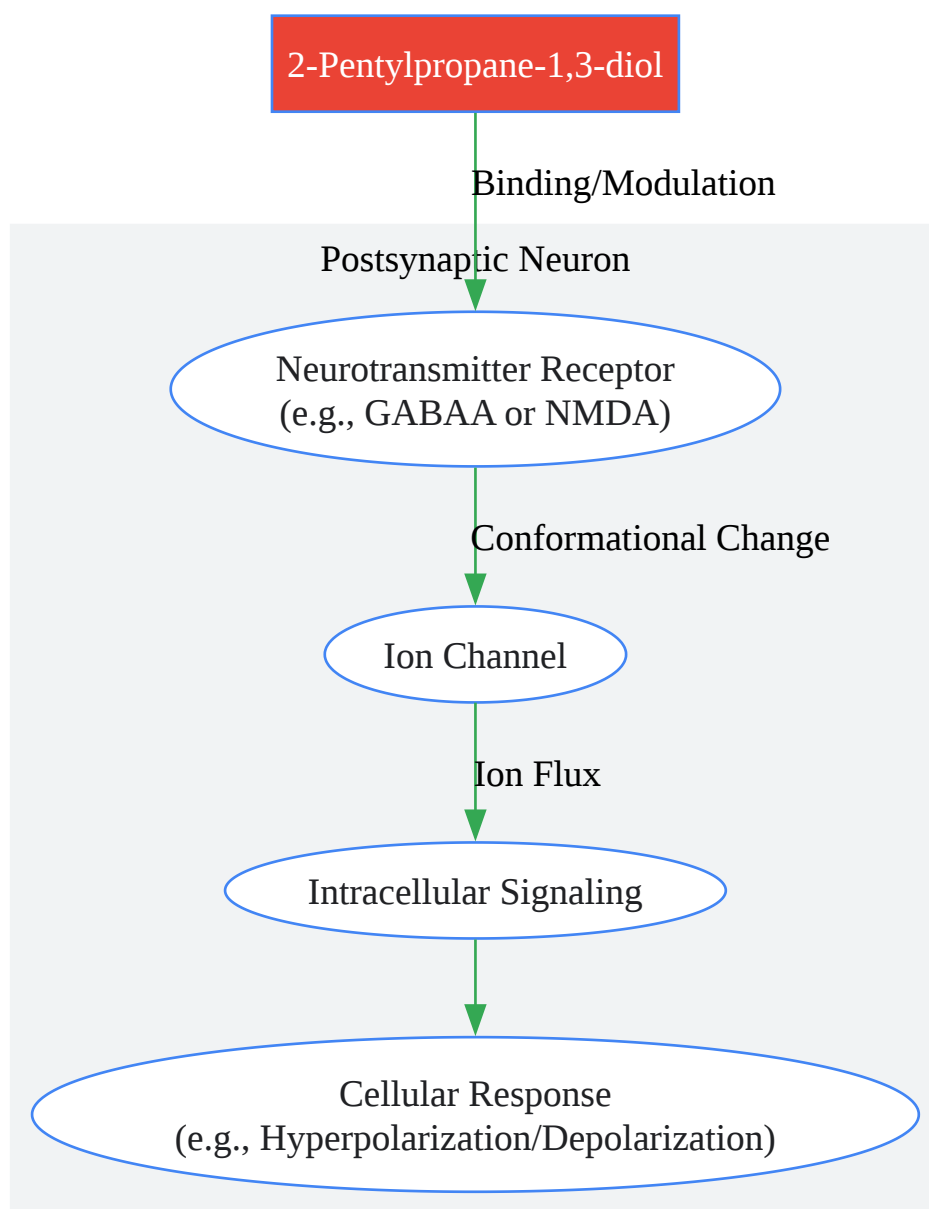 2-Pentylpropane-1,3-diol
Binding/Modulation
Postsynaptic Neuron
Neurotransmitter Receptor
(e.g., GABAA or NMDA)
Conformational Change
Ion Channel
Ion Flux
Intracellular Signaling
Cellular Response
(e.g., Hyperpolarization/Depolarization)